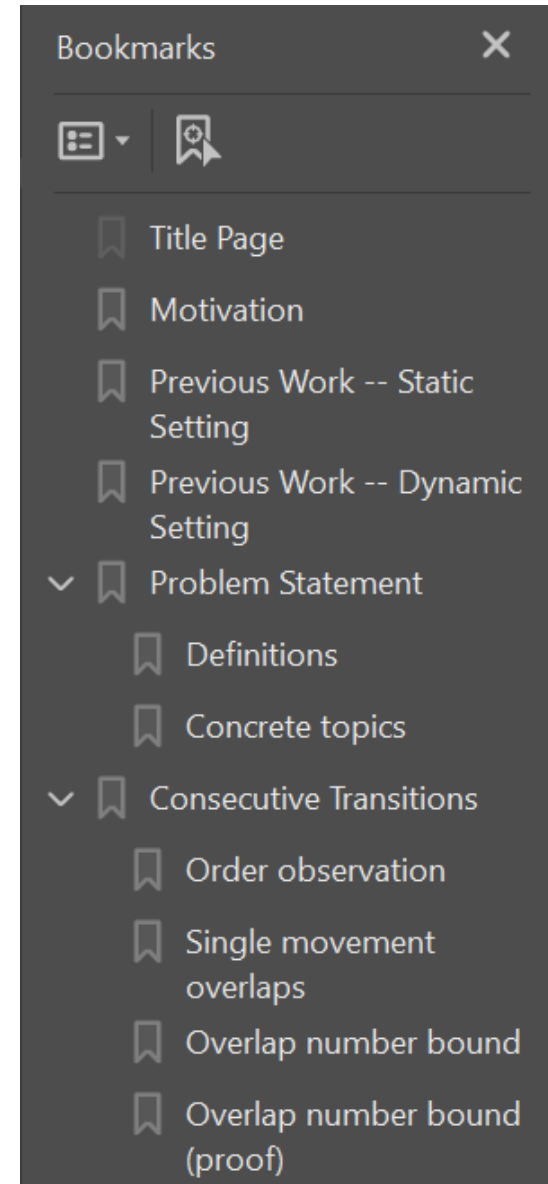 Bookmarks
Title Page
Motivation
Previous Work -- Static
Setting
Previous Work -- Dynamic
Setting
Problem Statement
Definitions
Concrete topics
Consecutive Transitions
Order observation
Single movement
overlaps
Overlap number bound
Overlap number bound
(proof)